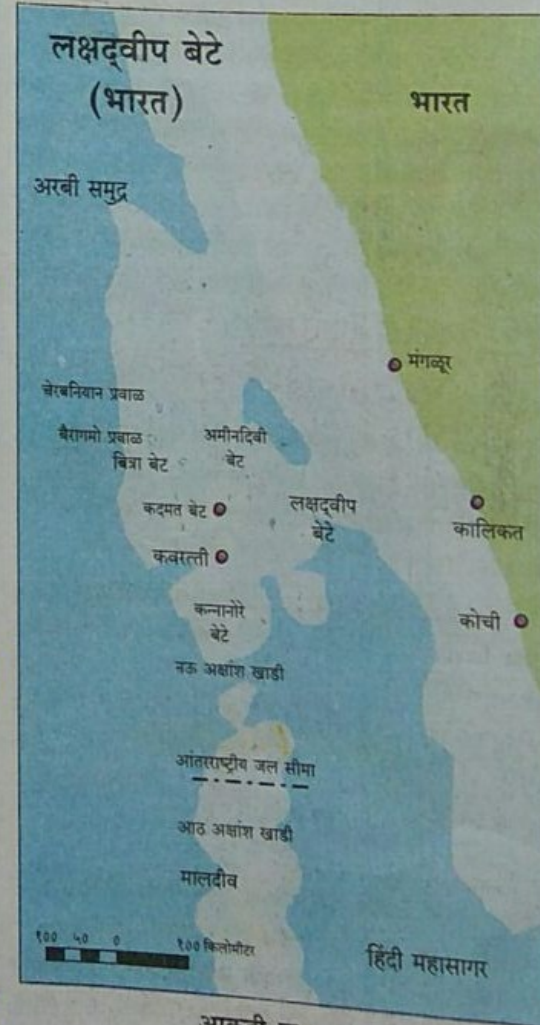 लक्षद्वीप बेटे
(भारत)
भारत
अरबी समुद्र
मंगळूर
चेरबनियान प्रवाळ
बैरागमो प्रवाळ
बित्रा बेट
अमीनदिवी
बेट
कदमत बेट
लक्षद्वीप
बेटे
कालिकत
कवरत्ती
कन्नानोरे
बेटे
कोची
नऊ अक्षांश खाडी
आंतरराष्ट्रीय जल सीमा
आठ अक्षांश खाडी
मालदीव
१०० ५० ० १०० किलोमीटर
हिंदी महासागर